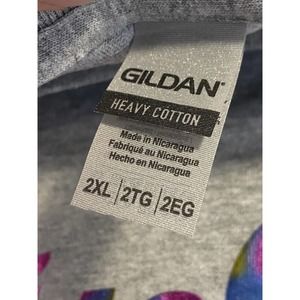 GILDAN
HEAVY COTTON
Made in Nicaragua
Fabriqué au Nicaragua
Hecho en Nicaragua
2XL | 2TG | 2EG